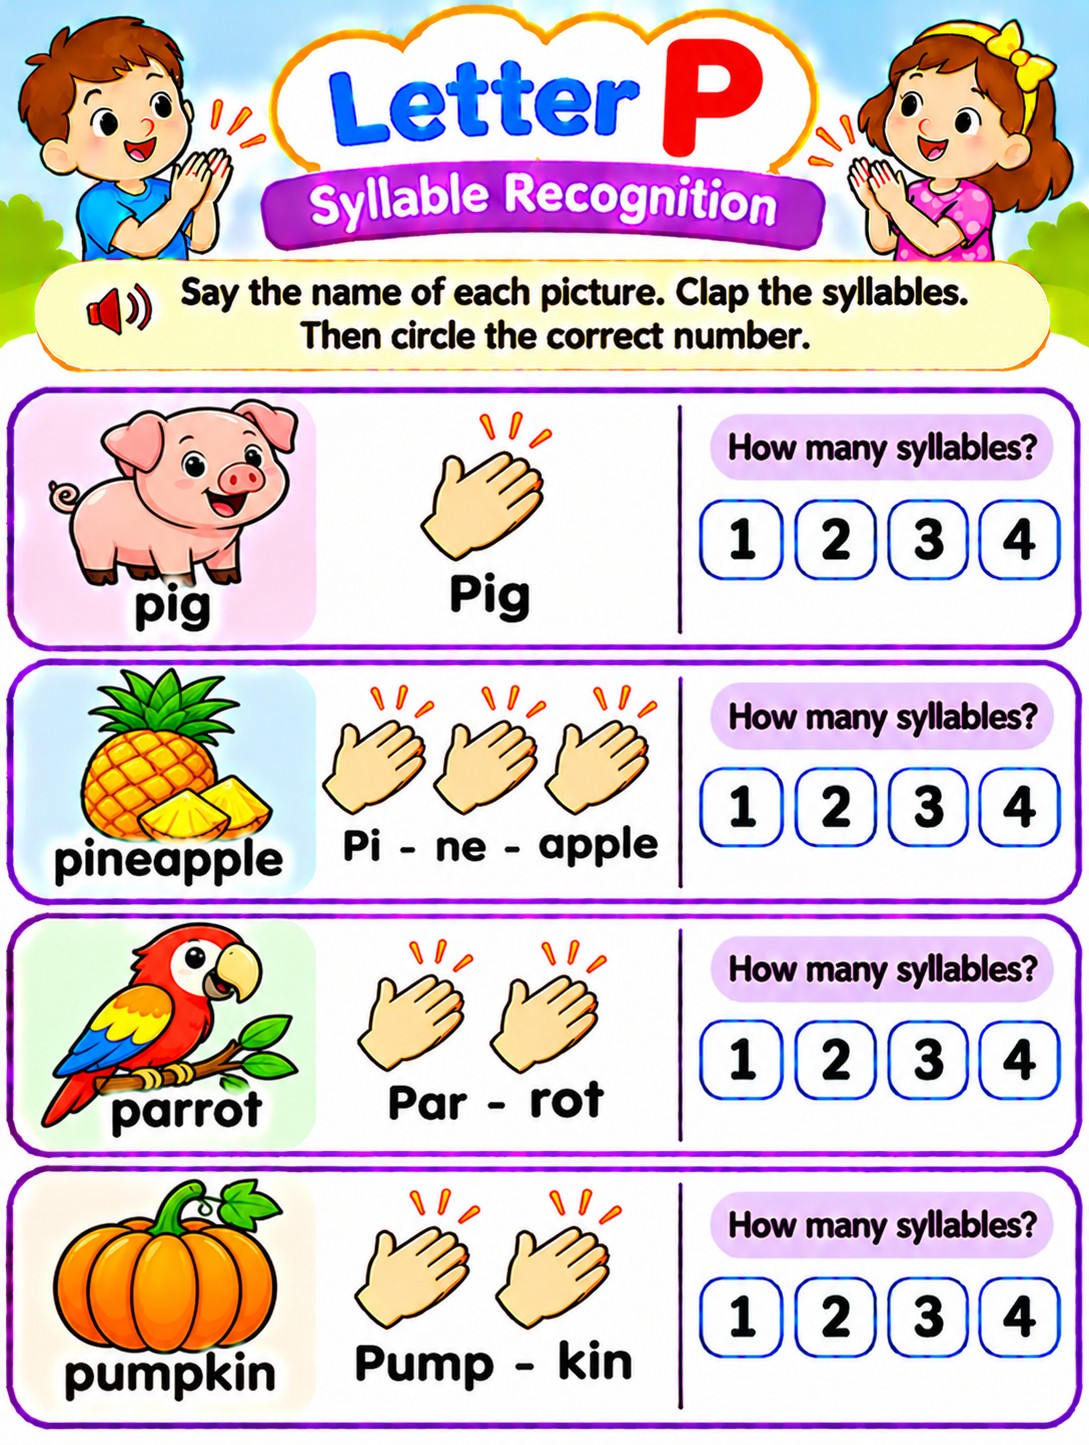 Letter P
Syllable Recognition
Say the name of each picture. Clap the syllables.
Then circle the correct number.
pig
Pig
How many syllables?
1 2 3 4
pineapple
Pi - ne - apple
How many syllables?
1 2 3 4
parrot
Par - rot
How many syllables?
1 2 3 4
pumpkin
Pump - kin
How many syllables?
1 2 3 4